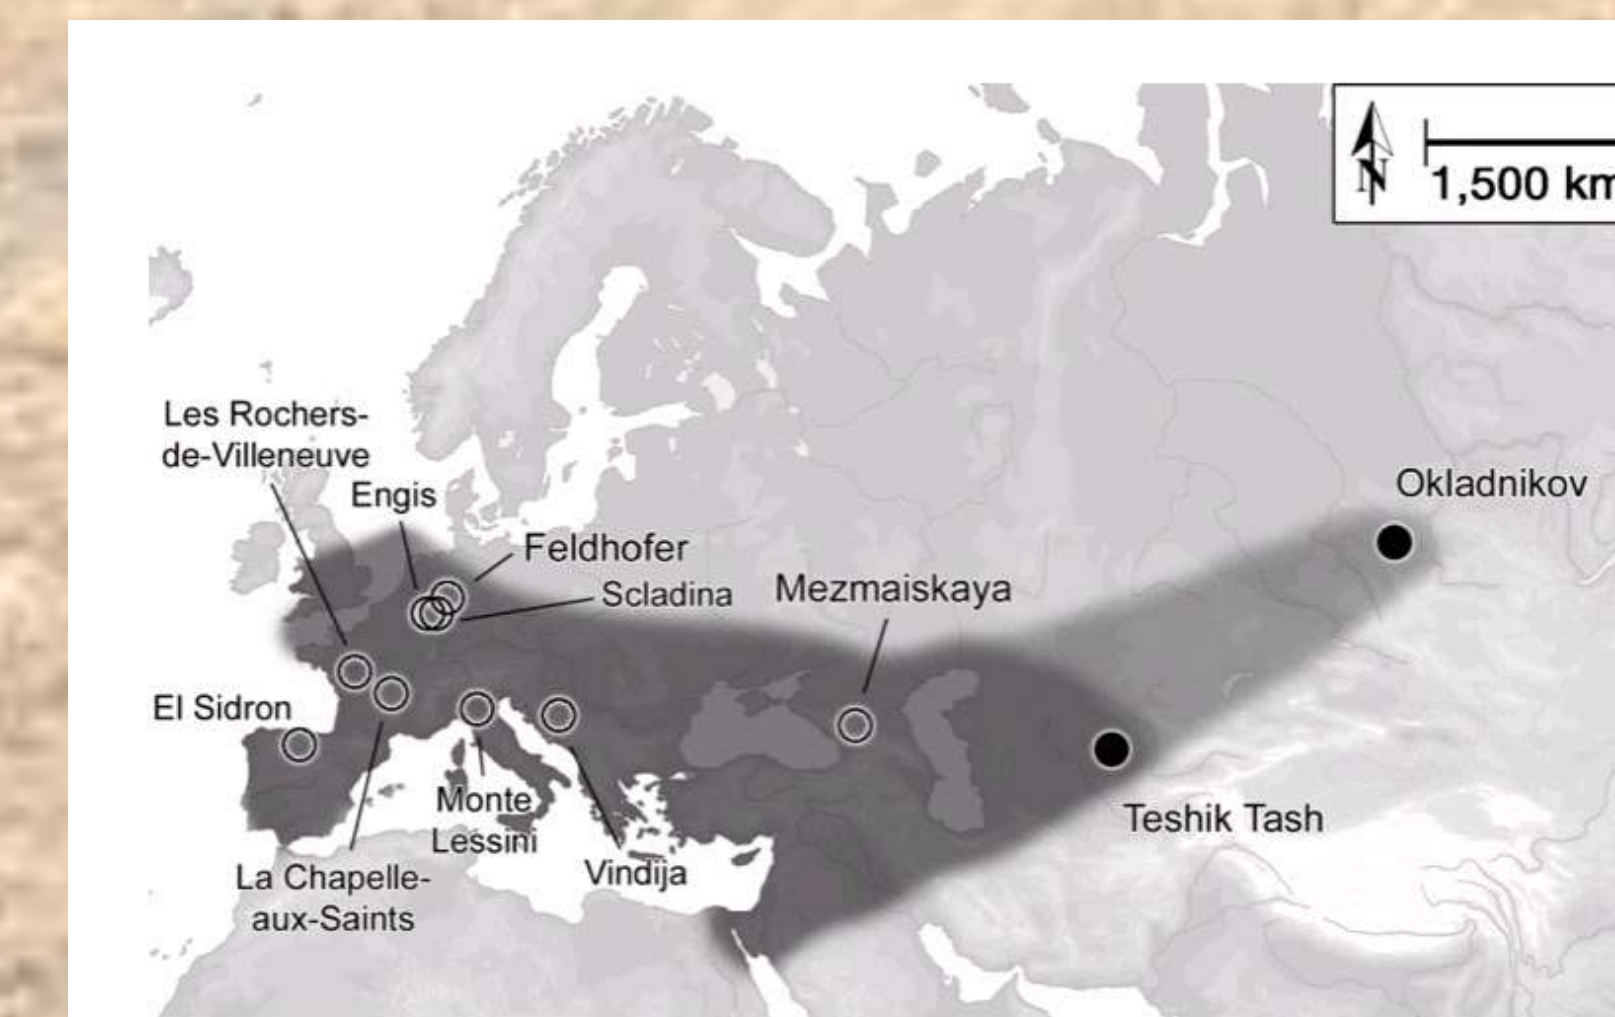 N
1,500 km
Les Rochers-
de-Villeneuve
Engis
Feldhofer
Scladina
Mezmaiskaya
Okladnikov
El Sidron
Monte
Lessini
Teshik Tash
Vindija
La Chapelle-
aux-Saints